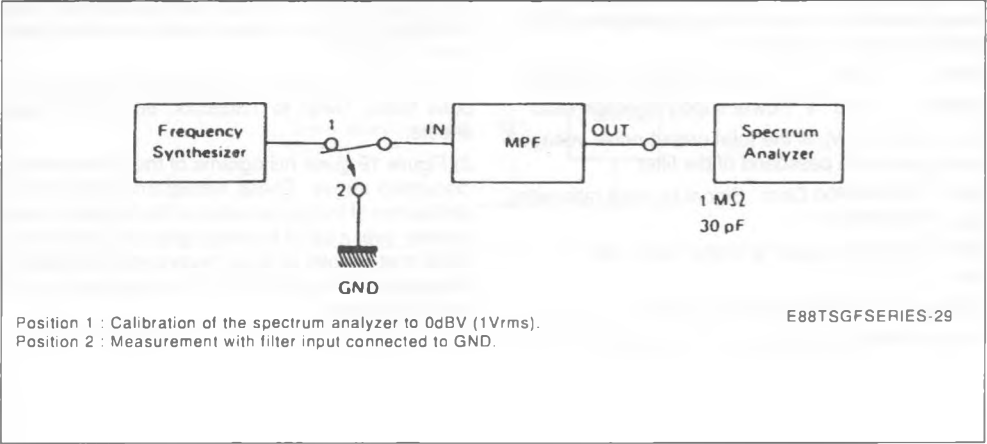 Frequency
Synthesizer
1
2
GND
IN
MPF
OUT
Spectrum
Analyzer
1 MΩ
30 pF
Position 1 : Calibration of the spectrum analyzer to 0dBV (1Vrms).
Position 2 : Measurement with filter input connected to GND.
E88TSGFSERIES-29